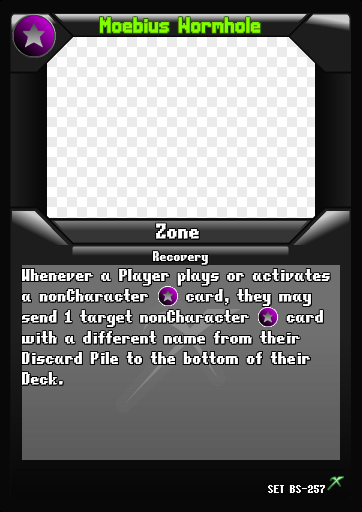 Moebius Wormhole
Zone
Recovery
Whenever a Player plays or activates
a nonCharacter card, they may
send 1 target nonCharacter card
with a different name from their
Discard Pile to the bottom of their
Deck.
SET BS-257